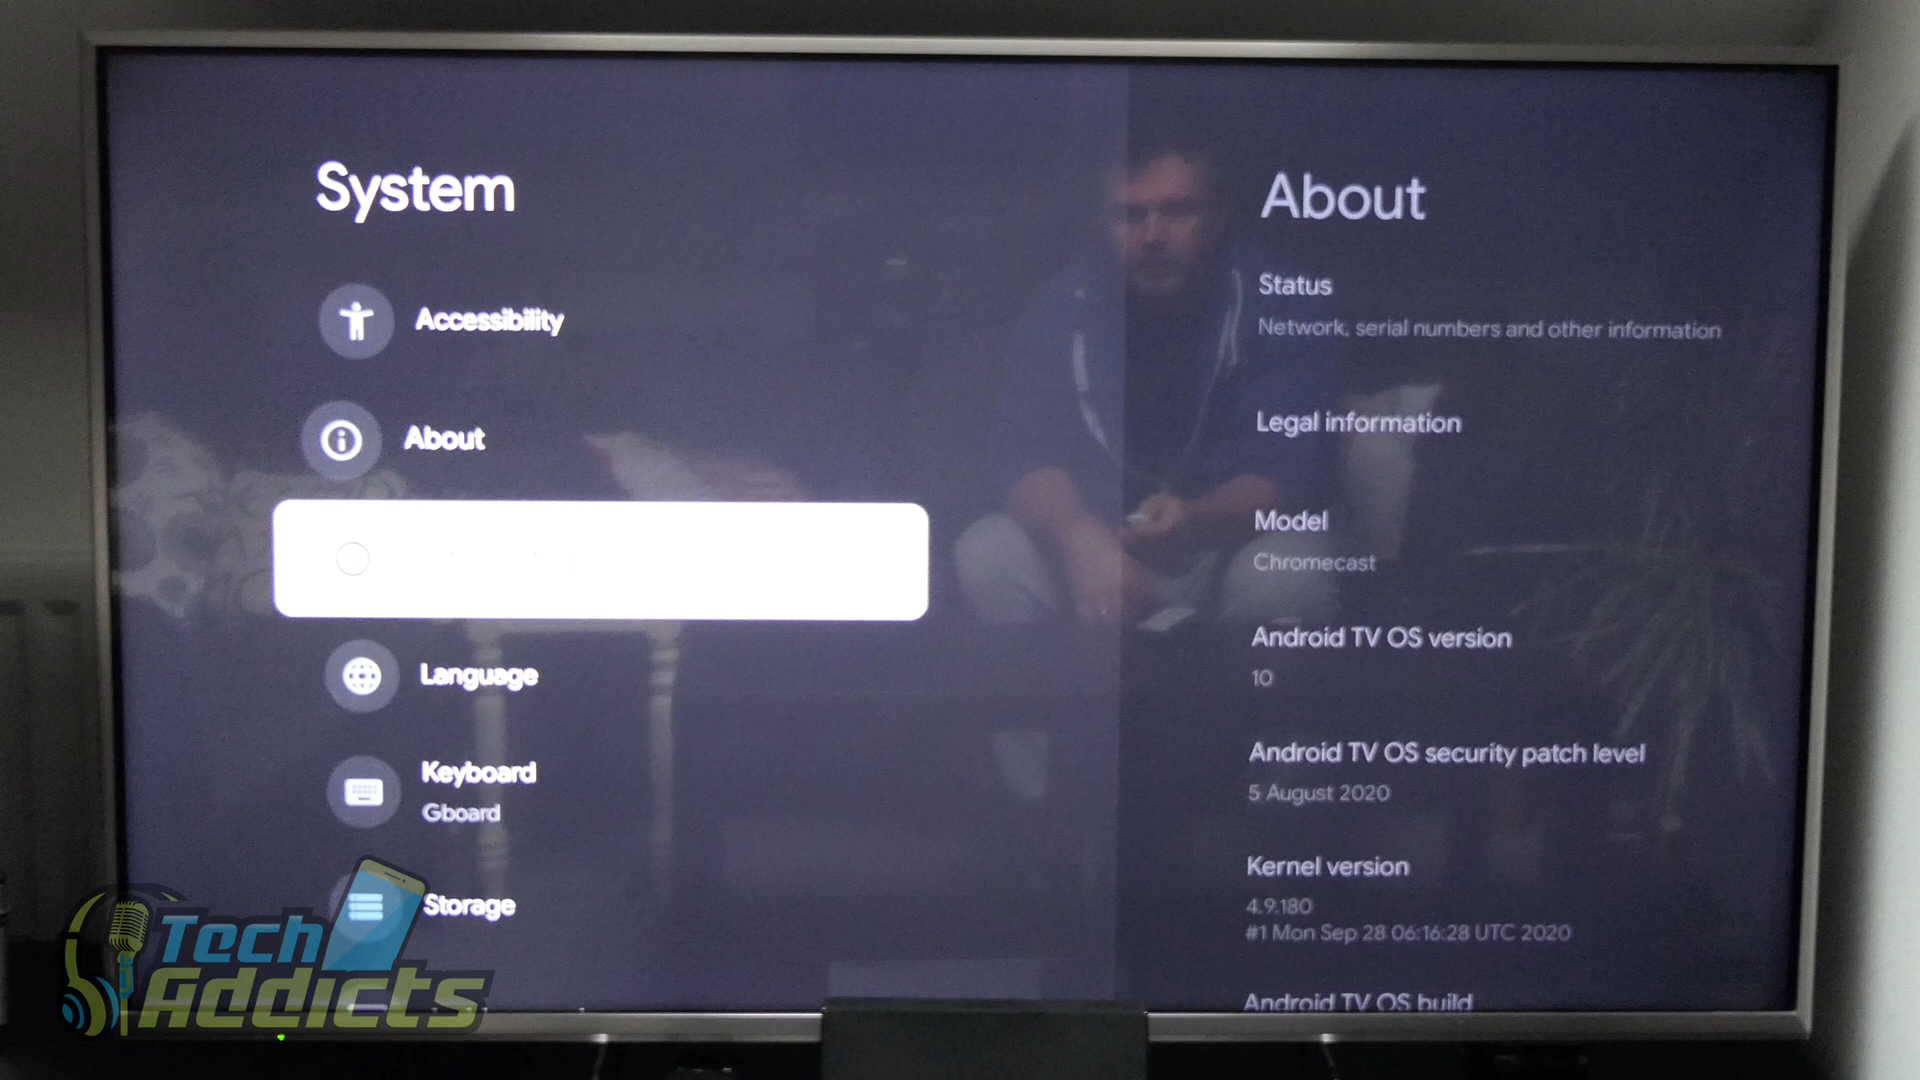 System
Accessibility
About
Language
Keyboard
Gboard
Storage
About
Status
Network, serial numbers and other information
Legal information
Model
Chromecast
Android TV OS version
10
Android TV OS security patch level
5 August 2020
Kernel version
4.9.180
#1 Mon Sep 28 06:16:28 UTC 2020
Android TV OS build
Tech
Addicts